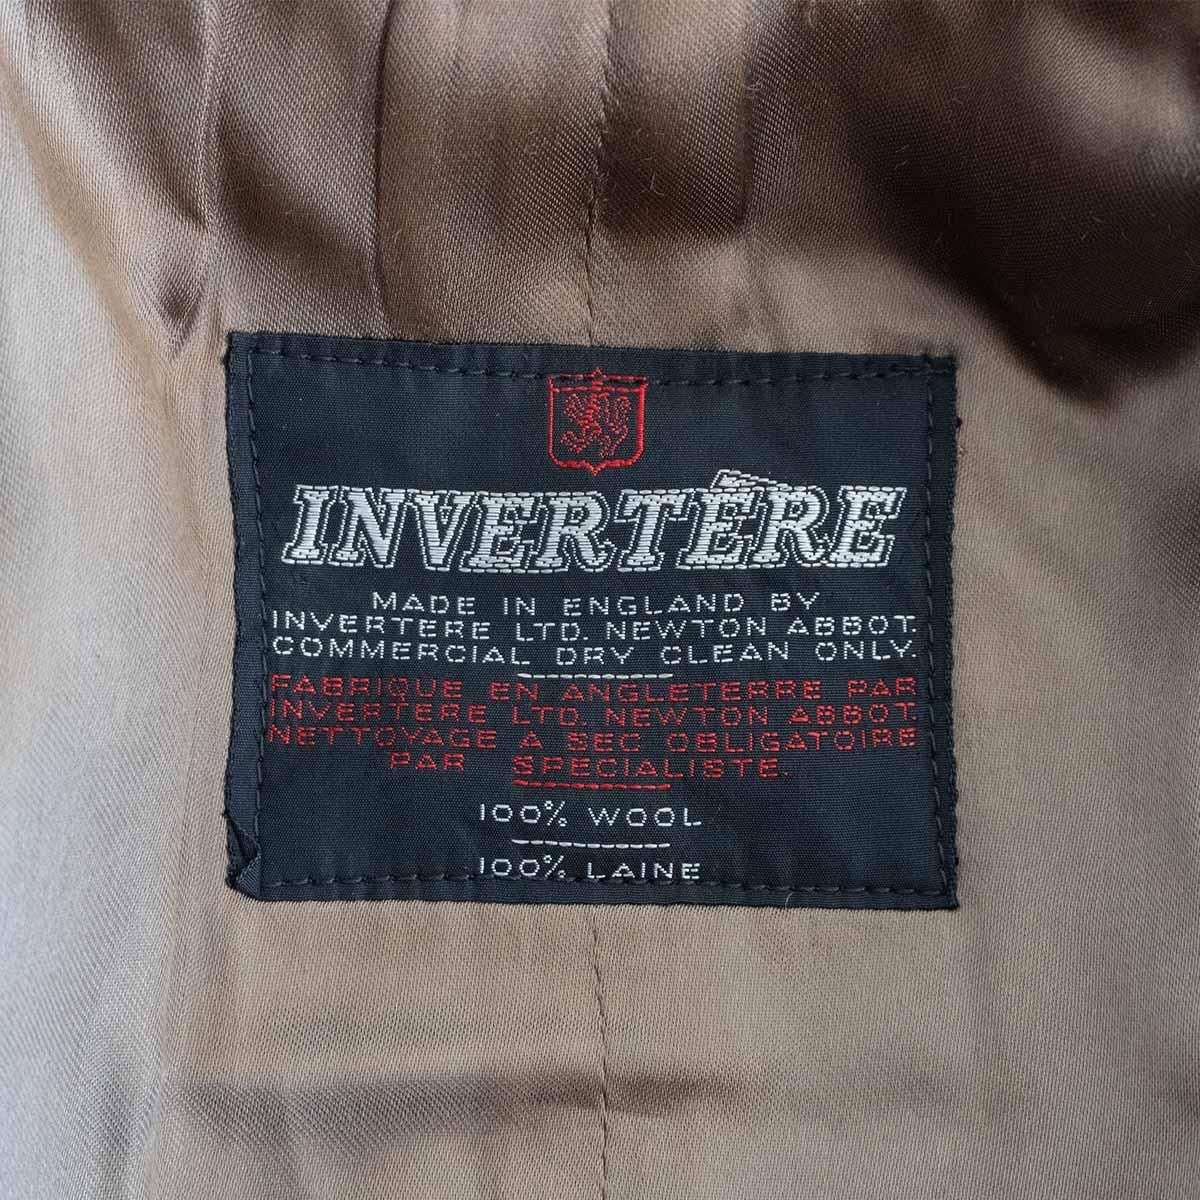 INVERTÈRE
MADE IN ENGLAND BY
INVERTERE LTD. NEWTON ABBOT.
COMMERCIAL DRY CLEAN ONLY.
FABRIQUE EN ANGLETERRE PAR
INVERTERE LTD. NEWTON ABBOT.
NETTOYAGE A SEC OBLIGATOIRE
PAR SPECIALISTE.
100% WOOL
100% LAINE